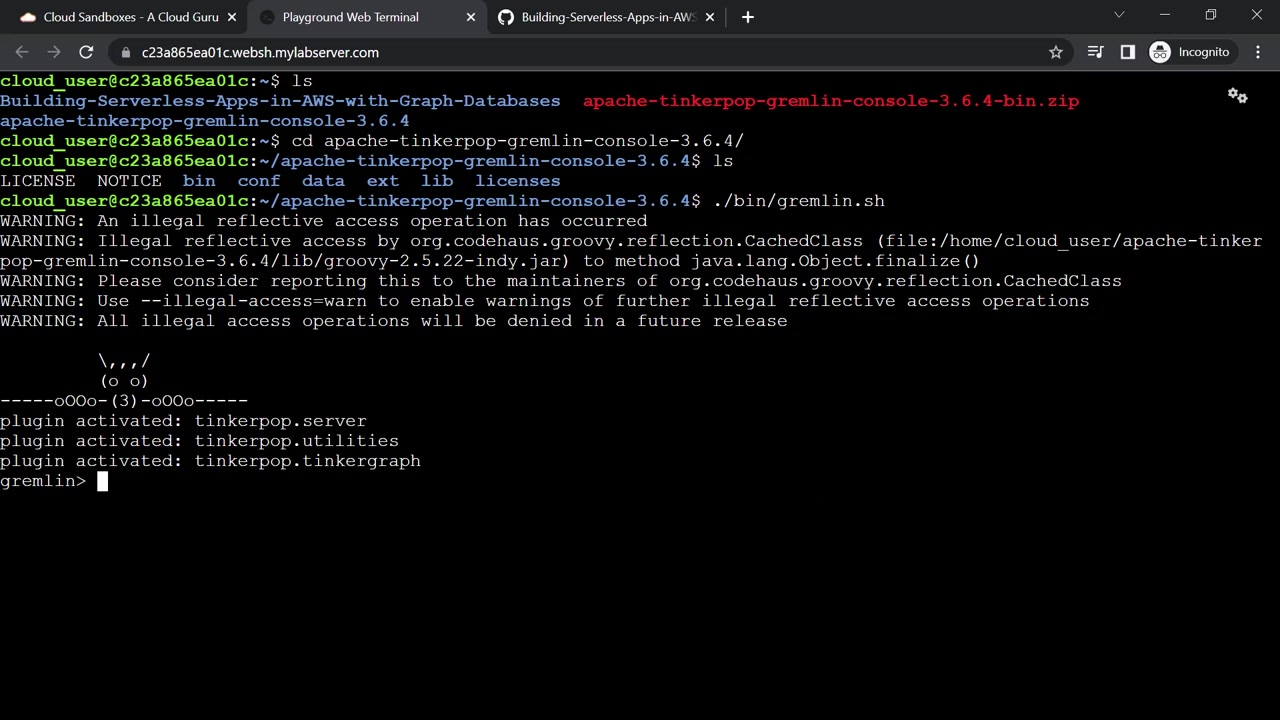 Cloud Sandboxes - A Cloud Guru
Playground Web Terminal
Building-Serverless-Apps-in-AWS
c23a865ea01c.websh.mylabserver.com
Incognito
cloud_user@c23a865ea01c:~$ ls
Building-Serverless-Apps-in-AWS-with-Graph-Databases  apache-tinkerpop-gremlin-console-3.6.4-bin.zip
apache-tinkerpop-gremlin-console-3.6.4
cloud_user@c23a865ea01c:~$ cd apache-tinkerpop-gremlin-console-3.6.4/
cloud_user@c23a865ea01c:~/apache-tinkerpop-gremlin-console-3.6.4$ ls
LICENSE  NOTICE  bin  conf  data  ext  lib  licenses
cloud_user@c23a865ea01c:~/apache-tinkerpop-gremlin-console-3.6.4$ ./bin/gremlin.sh
WARNING: An illegal reflective access operation has occurred
WARNING: Illegal reflective access by org.codehaus.groovy.reflection.CachedClass (file:/home/cloud_user/apache-tinker
pop-gremlin-console-3.6.4/lib/groovy-2.5.22-indy.jar) to method java.lang.Object.finalize()
WARNING: Please consider reporting this to the maintainers of org.codehaus.groovy.reflection.CachedClass
WARNING: Use --illegal-access=warn to enable warnings of further illegal reflective access operations
WARNING: All illegal access operations will be denied in a future release
         \,,,/
         (o o)
-----oOOo-(3)-oOOo-----
plugin activated: tinkerpop.server
plugin activated: tinkerpop.utilities
plugin activated: tinkerpop.tinkergraph
gremlin>